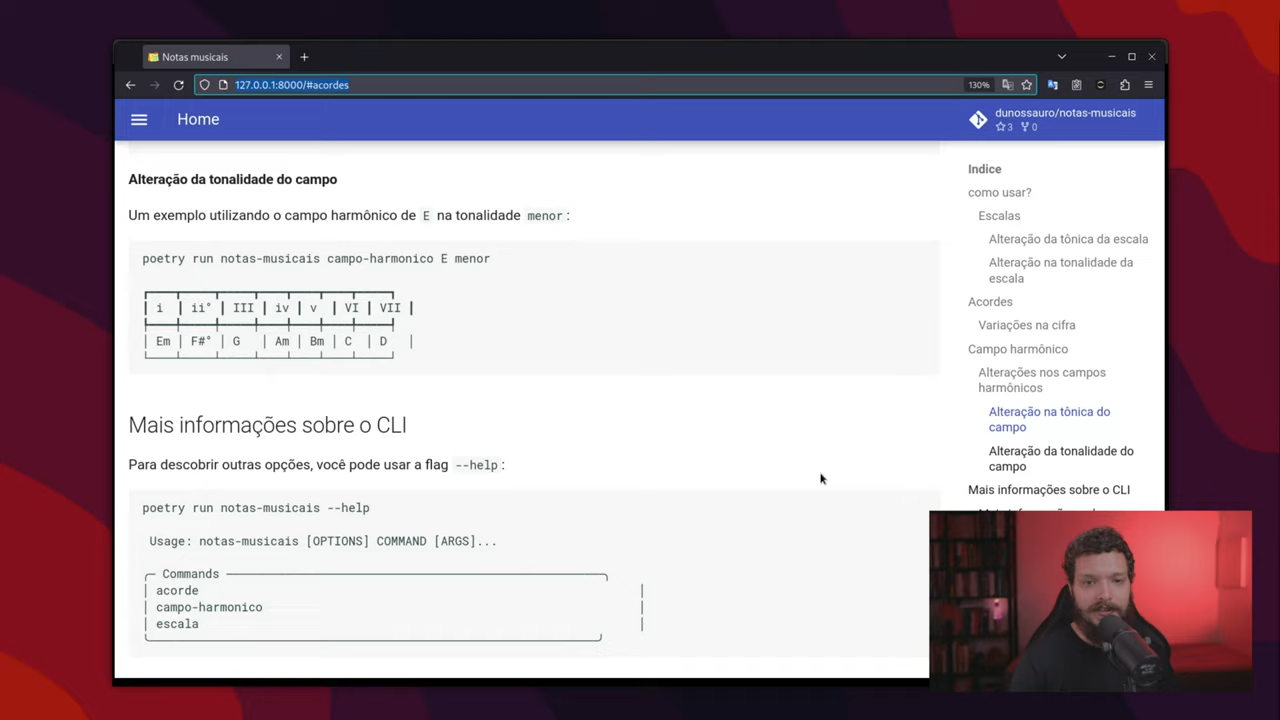 Notas musicais
127.0.0.1:8000/#acordes
130%
Home
dunossauro/notas-musicais
3 0
Alteração da tonalidade do campo
Um exemplo utilizando o campo harmônico de E na tonalidade menor:
poetry run notas-musicais campo-harmonico E menor
i ii° III iv v VI VII
Em F#° G Am Bm C D
Mais informações sobre o CLI
Para descobrir outras opções, você pode usar a flag --help:
poetry run notas-musicais --help
Usage: notas-musicais [OPTIONS] COMMAND [ARGS]...
Commands
acorde
campo-harmonico
escala
Indice
como usar?
Escalas
Alteração da tônica da escala
Alteração na tonalidade da
escala
Acordes
Variações na cifra
Campo harmônico
Alterações nos campos
harmônicos
Alteração na tônica do
campo
Alteração da tonalidade do
campo
Mais informações sobre o CLI